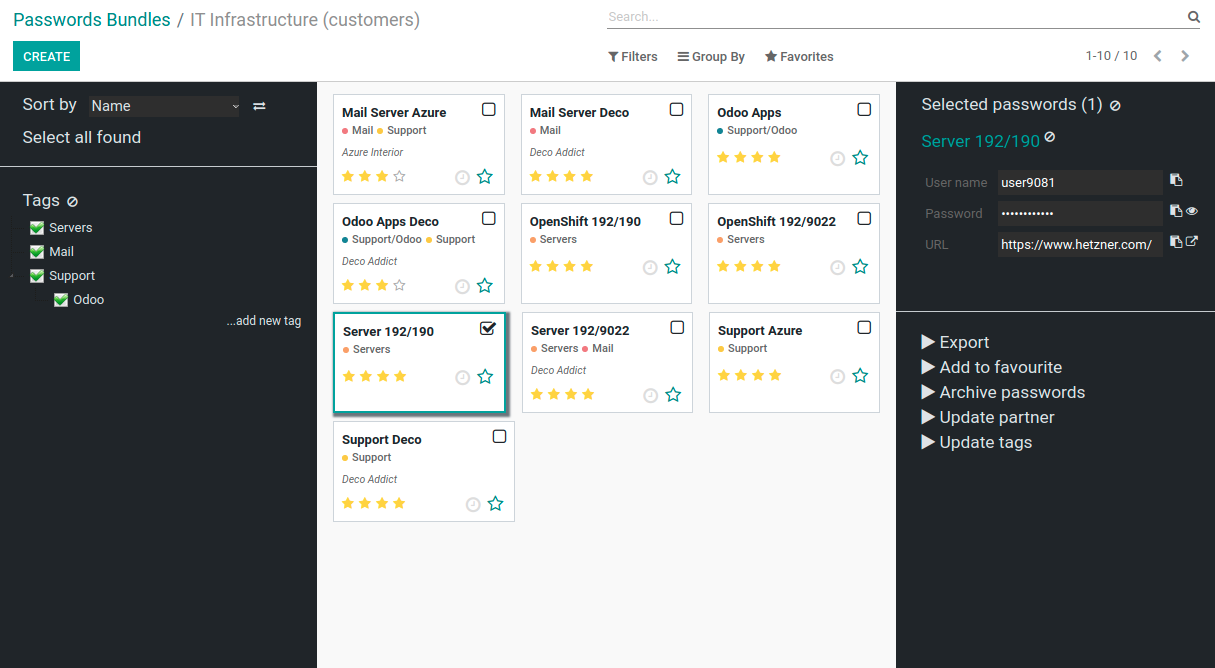 Passwords Bundles / IT Infrastructure (customers)
Search...
CREATE
Filters
Group By
Favorites
1-10 / 10
Sort by Name
Select all found
Tags
Servers
Mail
Support
Odoo
...add new tag
Mail Server Azure
Mail Support
Azure Interior
Mail Server Deco
Mail
Deco Addict
Odoo Apps
Support/Odoo
Odoo Apps Deco
Support/Odoo Support
Deco Addict
OpenShift 192/190
Servers
OpenShift 192/9022
Servers
Server 192/190
Servers
Server 192/9022
Servers Mail
Deco Addict
Support Azure
Support
Support Deco
Support
Deco Addict
Selected passwords (1)
Server 192/190
User name user9081
Password ••••••••••••
URL https://www.hetzner.com/
Export
Add to favourite
Archive passwords
Update partner
Update tags